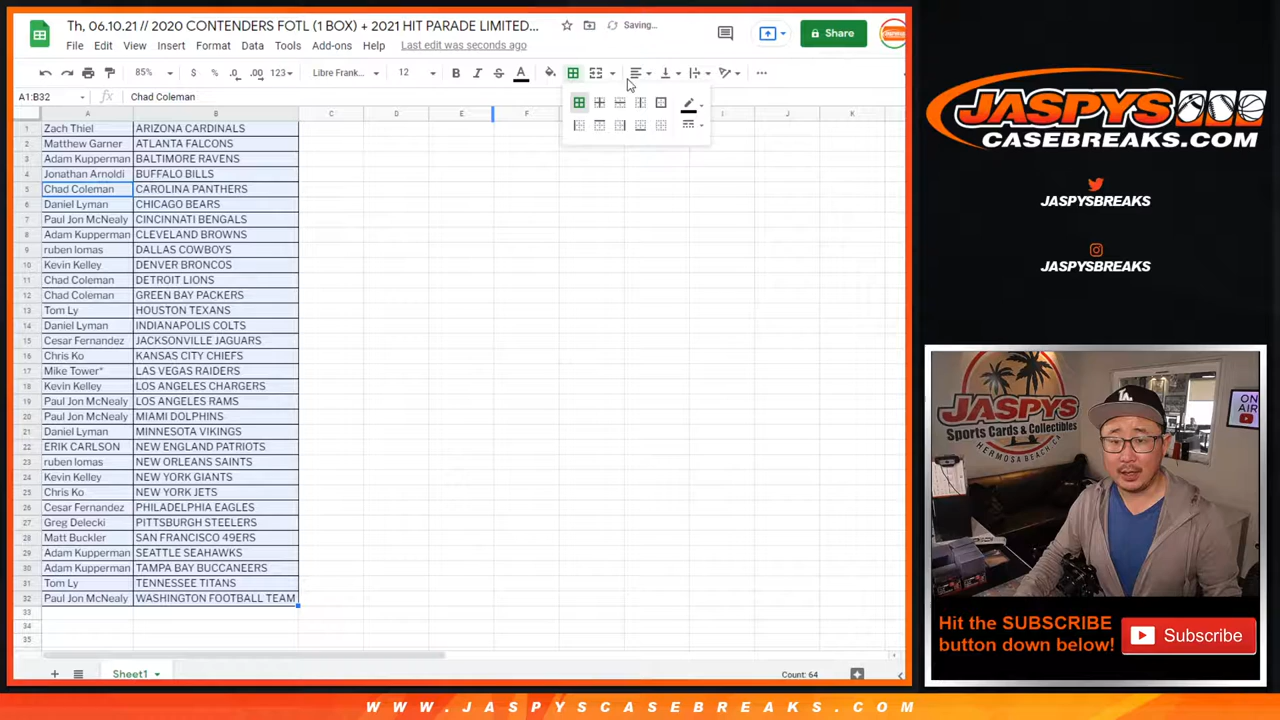 Th, 06.10.21 // 2020 CONTENDERS FOTL (1 BOX) + 2021 HIT PARADE LIMITED...
Saving...
Share
File Edit View Insert Format Data Tools Add-ons Help Last edit was seconds ago
85% $ % .0 .00 123 Libre Frank... 12 B I S A
A1:B32 fx Chad Coleman
A B C D E F I J K
1 Zach Thiel ARIZONA CARDINALS
2 Matthew Garner ATLANTA FALCONS
3 Adam Kupperman BALTIMORE RAVENS
4 Jonathan Arnoldi BUFFALO BILLS
5 Chad Coleman CAROLINA PANTHERS
6 Daniel Lyman CHICAGO BEARS
7 Paul Jon McNealy CINCINNATI BENGALS
8 Adam Kupperman CLEVELAND BROWNS
9 ruben lomas DALLAS COWBOYS
10 Kevin Kelley DENVER BRONCOS
11 Chad Coleman DETROIT LIONS
12 Chad Coleman GREEN BAY PACKERS
13 Tom Ly HOUSTON TEXANS
14 Daniel Lyman INDIANAPOLIS COLTS
15 Cesar Fernandez JACKSONVILLE JAGUARS
16 Chris Ko KANSAS CITY CHIEFS
17 Mike Tower* LAS VEGAS RAIDERS
18 Kevin Kelley LOS ANGELES CHARGERS
19 Paul Jon McNealy LOS ANGELES RAMS
20 Paul Jon McNealy MIAMI DOLPHINS
21 Daniel Lyman MINNESOTA VIKINGS
22 ERIK CARLSON NEW ENGLAND PATRIOTS
23 ruben lomas NEW ORLEANS SAINTS
24 Kevin Kelley NEW YORK GIANTS
25 Chris Ko NEW YORK JETS
26 Cesar Fernandez PHILADELPHIA EAGLES
27 Greg Delecki PITTSBURGH STEELERS
28 Matt Buckler SAN FRANCISCO 49ERS
29 Adam Kupperman SEATTLE SEAHAWKS
30 Adam Kupperman TAMPA BAY BUCCANEERS
31 Tom Ly TENNESSEE TITANS
32 Paul Jon McNealy WASHINGTON FOOTBALL TEAM
33
34
35
Sheet1
Count: 64
JASPYS
CASEBREAKS.COM
JASPYSBREAKS
JASPYSBREAKS
JASPYS
Sports Cards & Collectibles
HERMOSA BEACH, CA
LA
ON
AIR
Hit the SUBSCRIBE
button down below!
Subscribe
WWW.JASPYSCASEBREAKS.COM